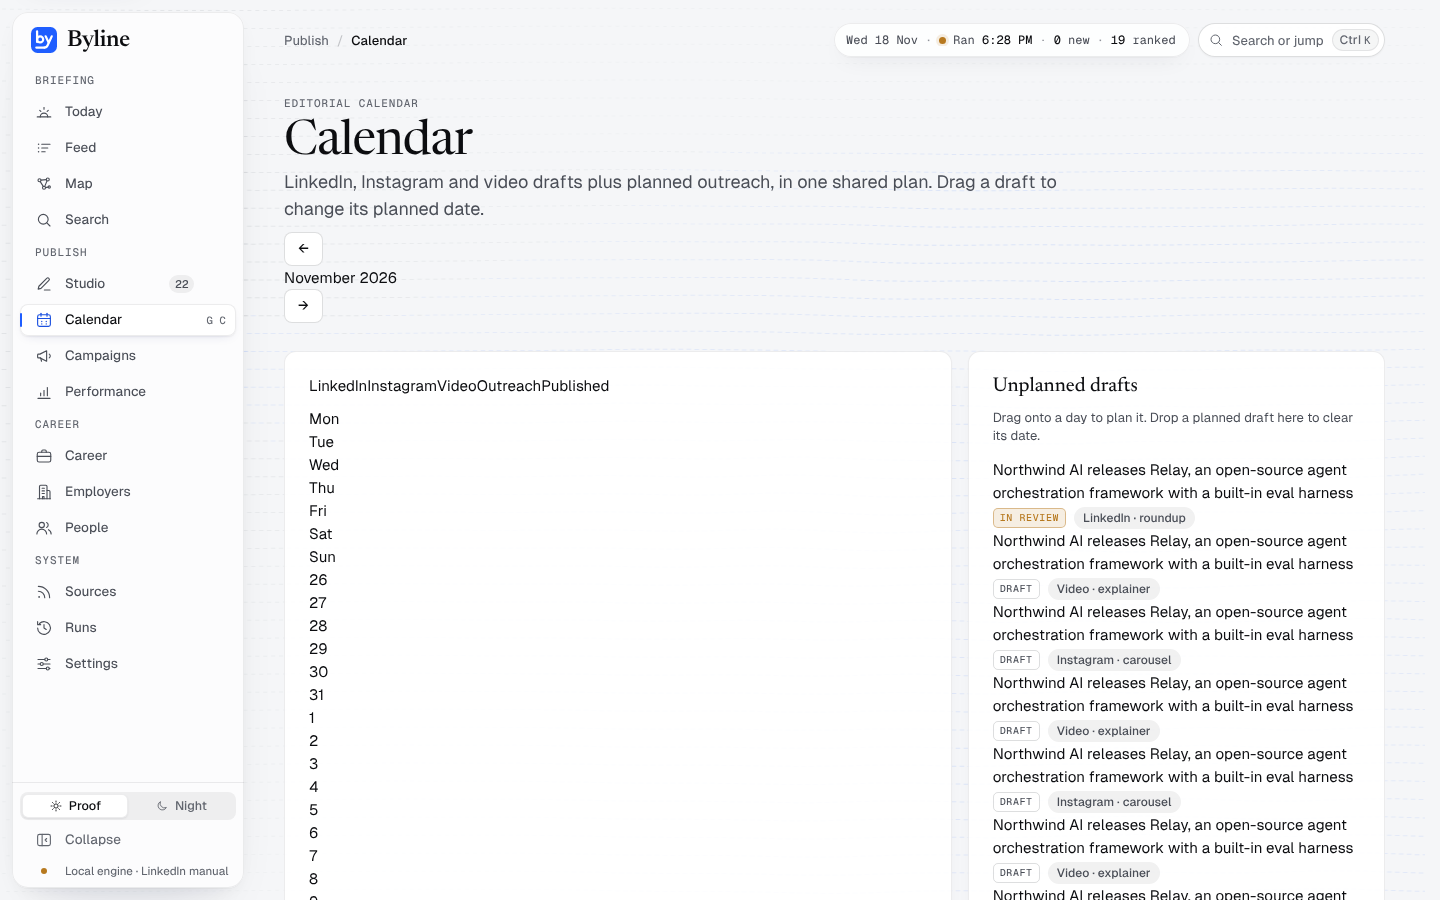 by Byline
BRIEFING
Today
Feed
Map
Search
PUBLISH
Studio 22
Calendar G C
Campaigns
Performance
CAREER
Career
Employers
People
SYSTEM
Sources
Runs
Settings
Proof Night
Collapse
Local engine · LinkedIn manual
Publish / Calendar
Wed 18 Nov · Ran 6:28 PM · 0 new · 19 ranked
Search or jump Ctrl K
EDITORIAL CALENDAR
Calendar
LinkedIn, Instagram and video drafts plus planned outreach, in one shared plan. Drag a draft to
change its planned date.
←
November 2026
→
LinkedInInstagramVideoOutreachPublished
Mon
Tue
Wed
Thu
Fri
Sat
Sun
26
27
28
29
30
31
1
2
3
4
5
6
7
8
Unplanned drafts
Drag onto a day to plan it. Drop a planned draft here to clear
its date.
Northwind AI releases Relay, an open-source agent
orchestration framework with a built-in eval harness
IN REVIEW LinkedIn · roundup
Northwind AI releases Relay, an open-source agent
orchestration framework with a built-in eval harness
DRAFT Video · explainer
Northwind AI releases Relay, an open-source agent
orchestration framework with a built-in eval harness
DRAFT Instagram · carousel
Northwind AI releases Relay, an open-source agent
orchestration framework with a built-in eval harness
DRAFT Video · explainer
Northwind AI releases Relay, an open-source agent
orchestration framework with a built-in eval harness
DRAFT Instagram · carousel
Northwind AI releases Relay, an open-source agent
orchestration framework with a built-in eval harness
DRAFT Video · explainer
Northwind AI releases Relay, an open-source agent